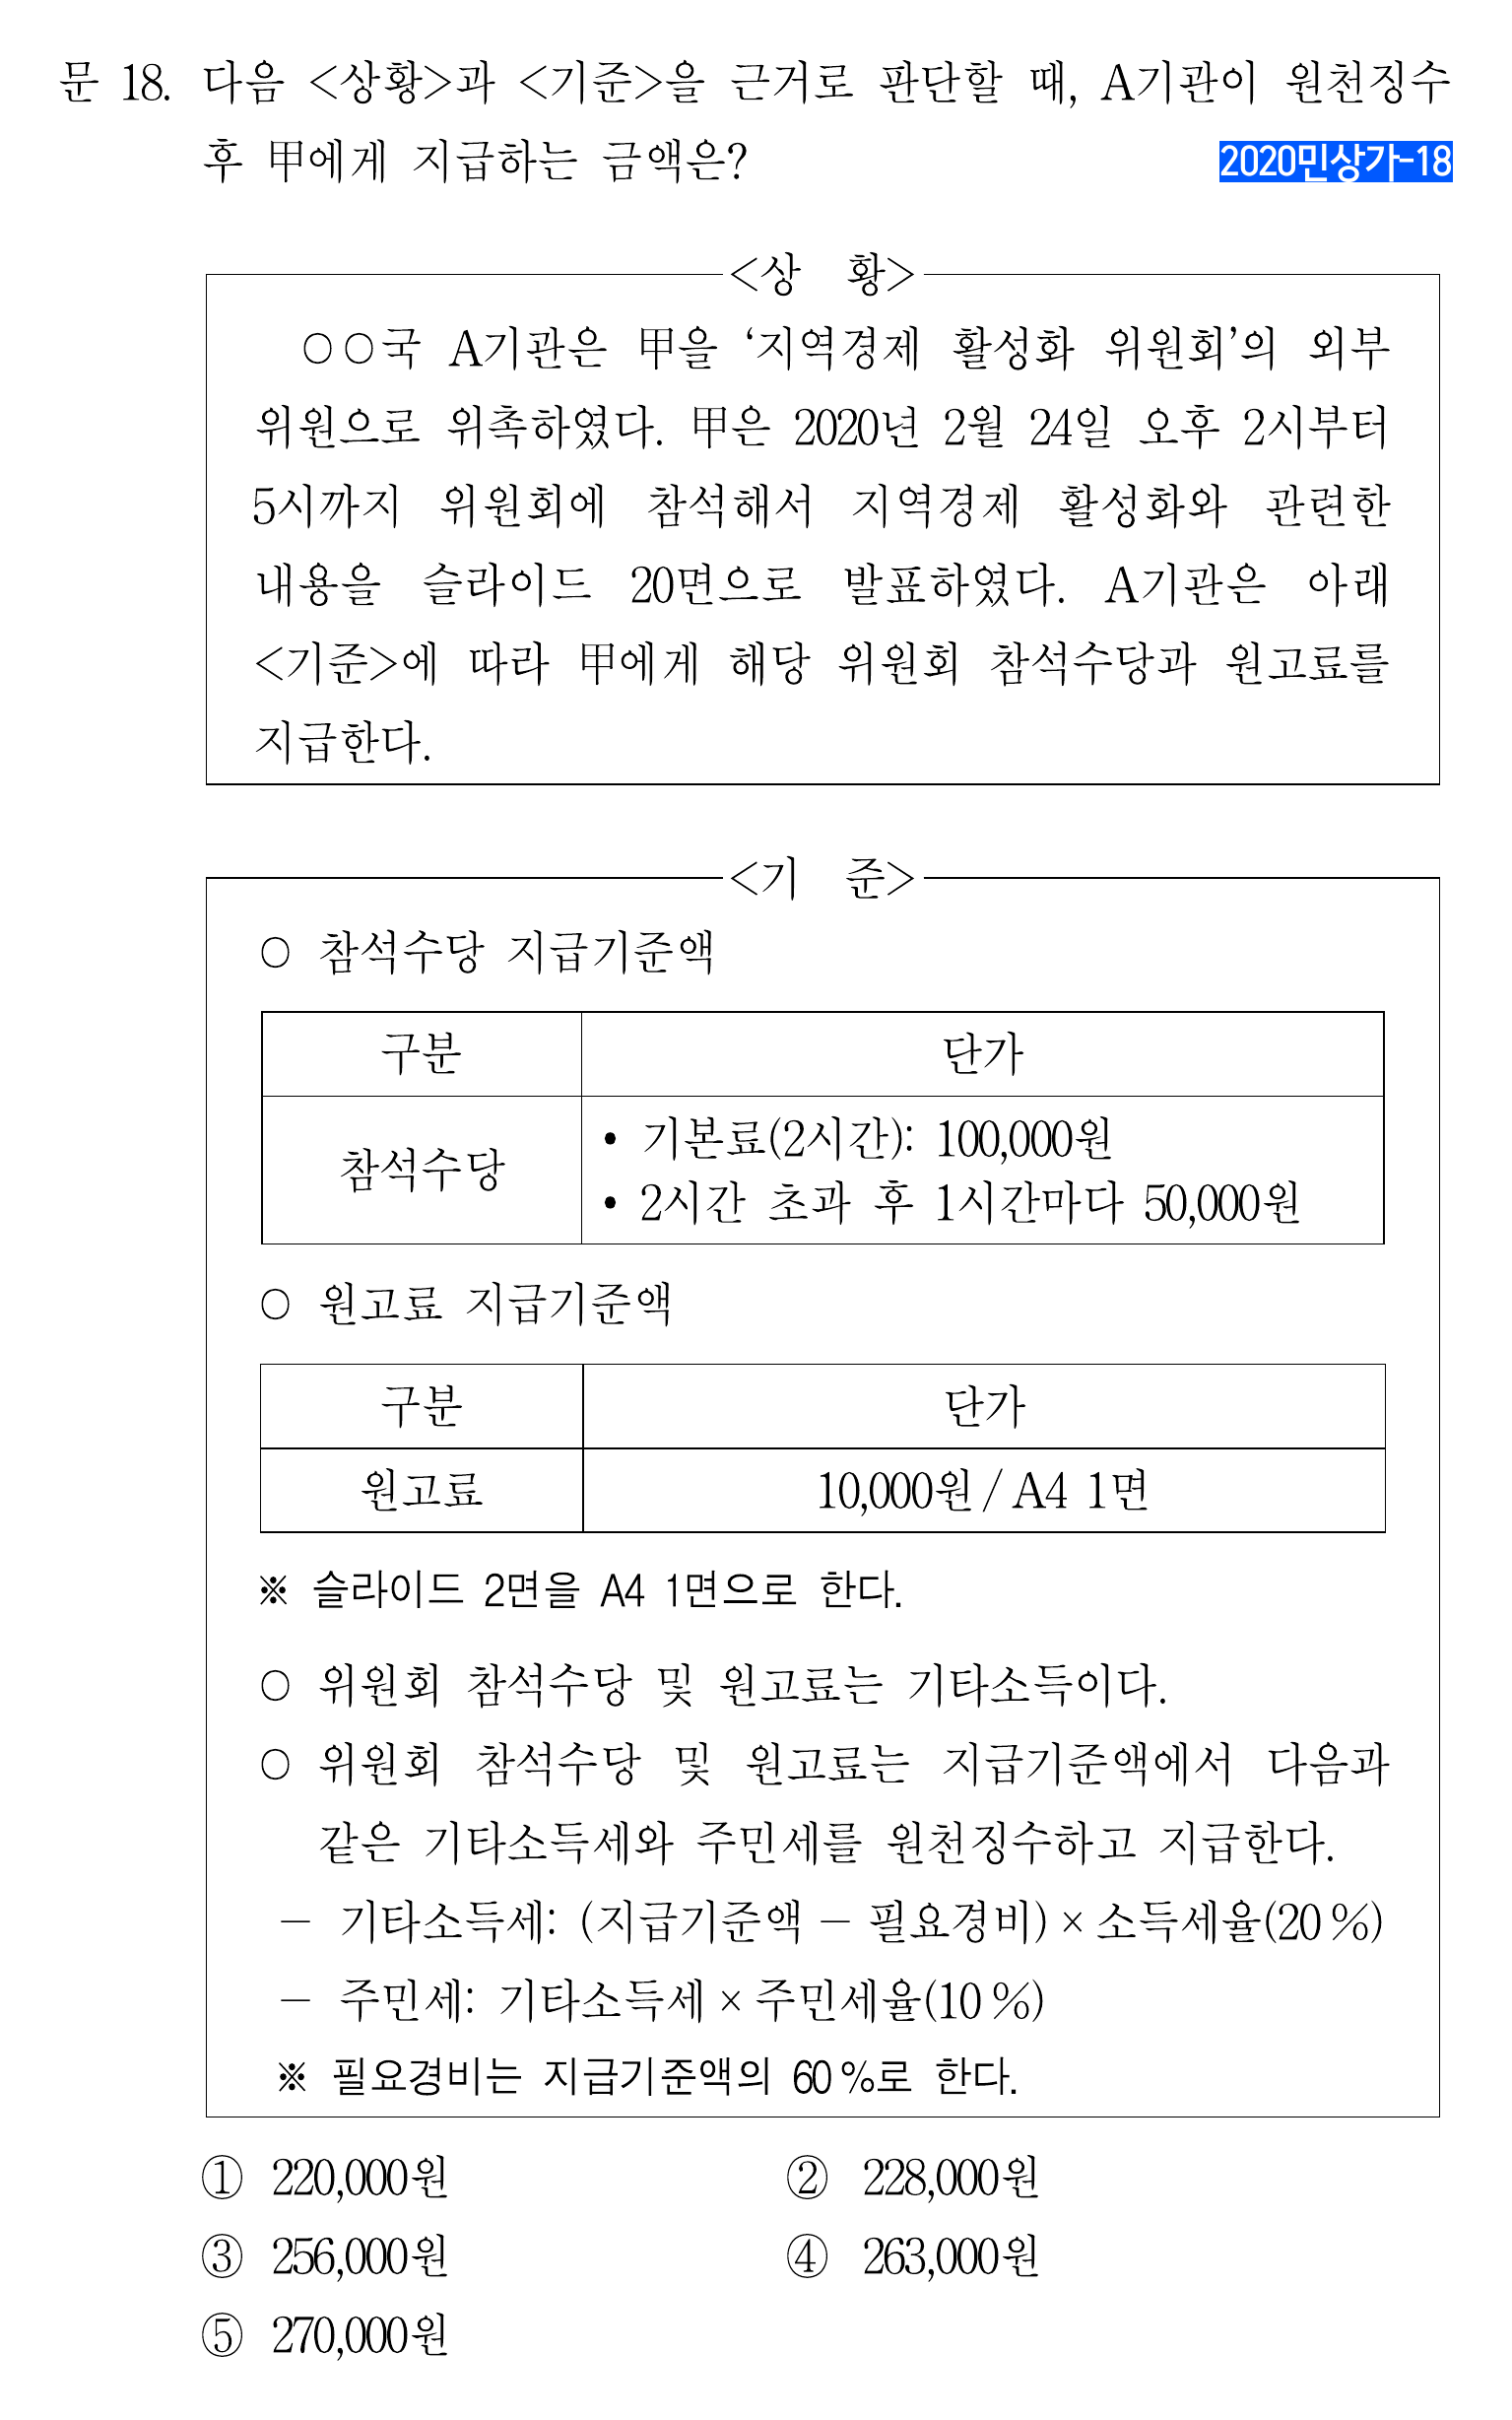 문 18. 다음 <상황>과 <기준>을 근거로 판단할 때, A기관이 원천징수
후 甲에게 지급하는 금액은?
2020민상가-18
<상 황>
○○국 A기관은 甲을 ‘지역경제 활성화 위원회’의 외부
위원으로 위촉하였다. 甲은 2020년 2월 24일 오후 2시부터
5시까지 위원회에 참석해서 지역경제 활성화와 관련한
내용을 슬라이드 20면으로 발표하였다. A기관은 아래
<기준>에 따라 甲에게 해당 위원회 참석수당과 원고료를
지급한다.
<기 준>
○ 참석수당 지급기준액
구분 단가
참석수당
• 기본료(2시간): 100,000원
• 2시간 초과 후 1시간마다 50,000원
○ 원고료 지급기준액
구분 단가
원고료 10,000원 / A4 1면
※ 슬라이드 2면을 A4 1면으로 한다.
○ 위원회 참석수당 및 원고료는 기타소득이다.
○ 위원회 참석수당 및 원고료는 지급기준액에서 다음과
같은 기타소득세와 주민세를 원천징수하고 지급한다.
－ 기타소득세: (지급기준액 － 필요경비) × 소득세율(20 %)
－ 주민세: 기타소득세 × 주민세율(10 %)
※ 필요경비는 지급기준액의 60 %로 한다.
① 220,000원 ② 228,000원
③ 256,000원 ④ 263,000원
⑤ 270,000원